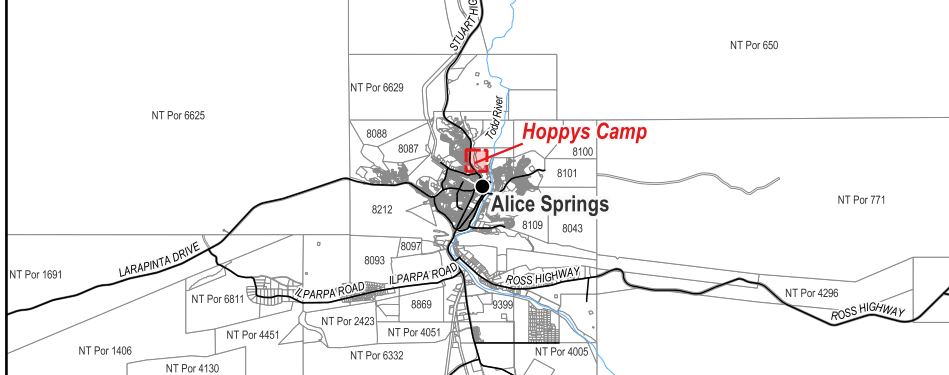 STUART HIG
NT Por 650
NT Por 6629
NT Por 6625
Todd River
8088
Hoppys Camp
8087
8100
8101
NT Por 771
Alice Springs
8212
8109
8043
8097
LARAPINTA DRIVE
8093
NT Por 1691
ILPARPA ROAD
ROSS HIGHWAY
ILPARPA ROAD
NT Por 6811
NT Por 4296
8869
9399
ROSS HIGHWAY
NT Por 2423
NT Por 4451
NT Por 4051
NT Por 1406
NT Por 6332
NT Por 4005
NT Por 4130